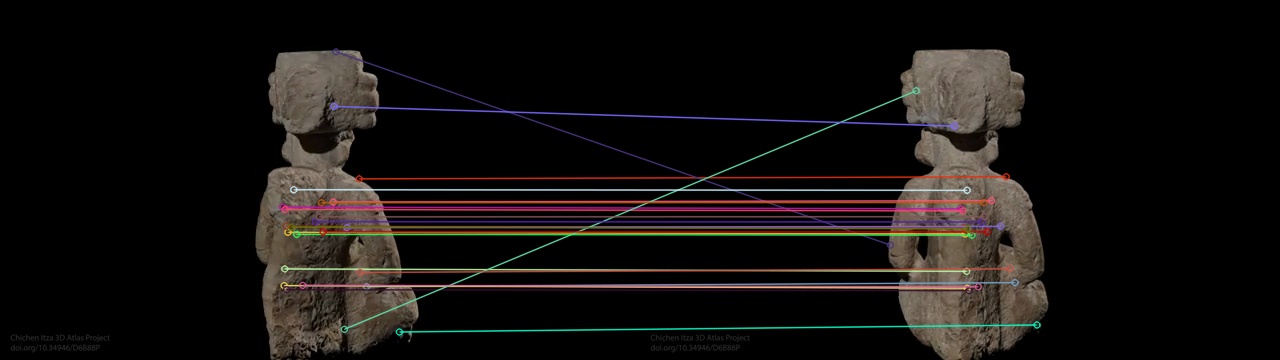 Chichen Itza 3D Atlas Project
doi.org/10.34946/D6B88P
Chichen Itza 3D Atlas Project
doi.org/10.34946/D6B88P